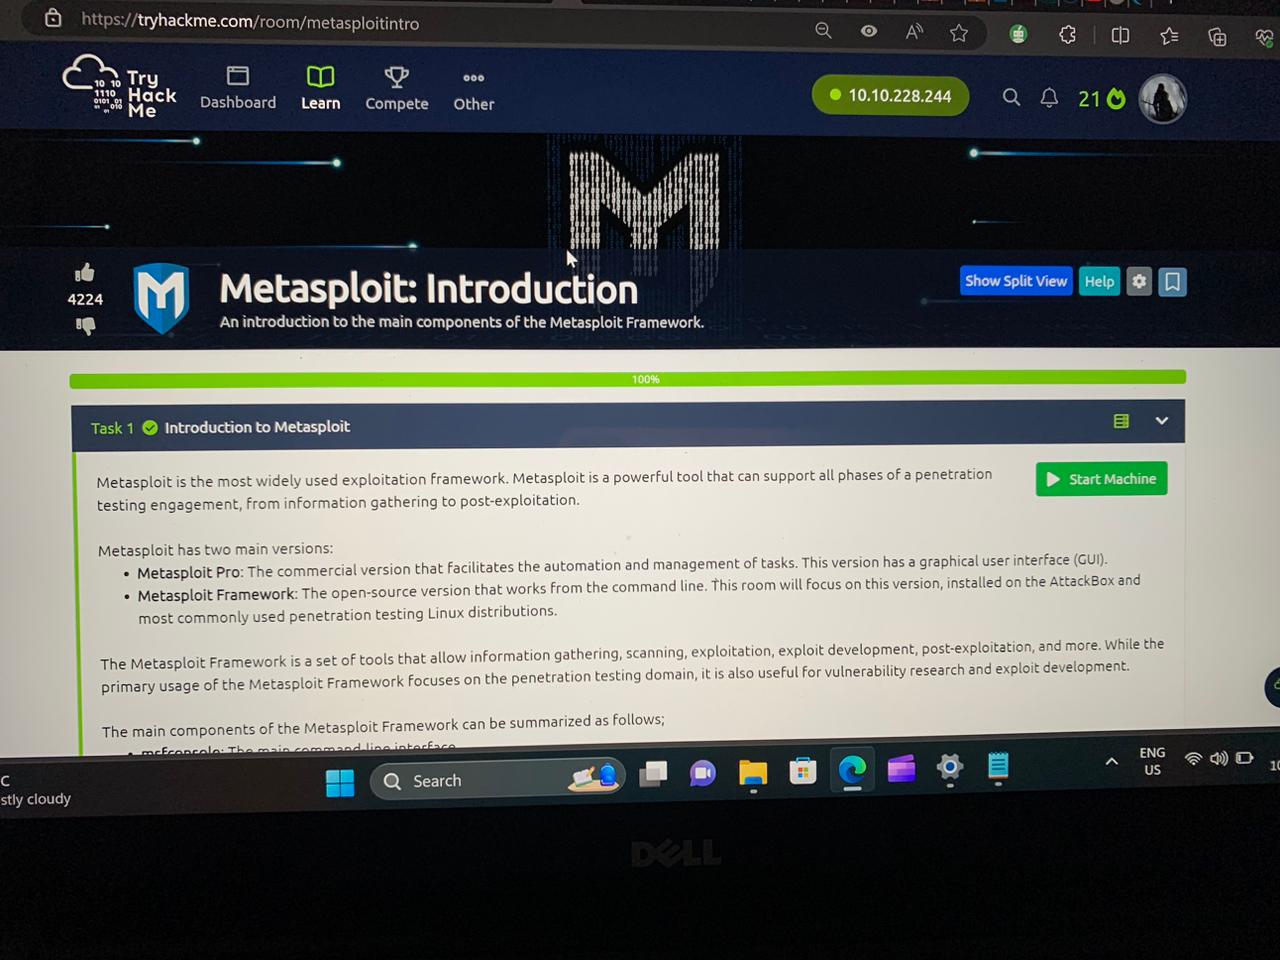 https://tryhackme.com/room/metasploitintro
Try
Hack
Me
Dashboard
Learn
Compete
Other
10.10.228.244
21
4224
Metasploit: Introduction
An introduction to the main components of the Metasploit Framework.
Show Split View
Help
100%
Task 1
Introduction to Metasploit
Metasploit is the most widely used exploitation framework. Metasploit is a powerful tool that can support all phases of a penetration
testing engagement, from information gathering to post-exploitation.
Start Machine
Metasploit has two main versions:
• Metasploit Pro: The commercial version that facilitates the automation and management of tasks. This version has a graphical user interface (GUI).
• Metasploit Framework: The open-source version that works from the command line. This room will focus on this version, installed on the AttackBox and
most commonly used penetration testing Linux distributions.
The Metasploit Framework is a set of tools that allow information gathering, scanning, exploitation, exploit development, post-exploitation, and more. While the
primary usage of the Metasploit Framework focuses on the penetration testing domain, it is also useful for vulnerability research and exploit development.
The main components of the Metasploit Framework can be summarized as follows;
• msfconsole: The main command-line interface.
C
stly cloudy
Search
ENG
US
10
DELL